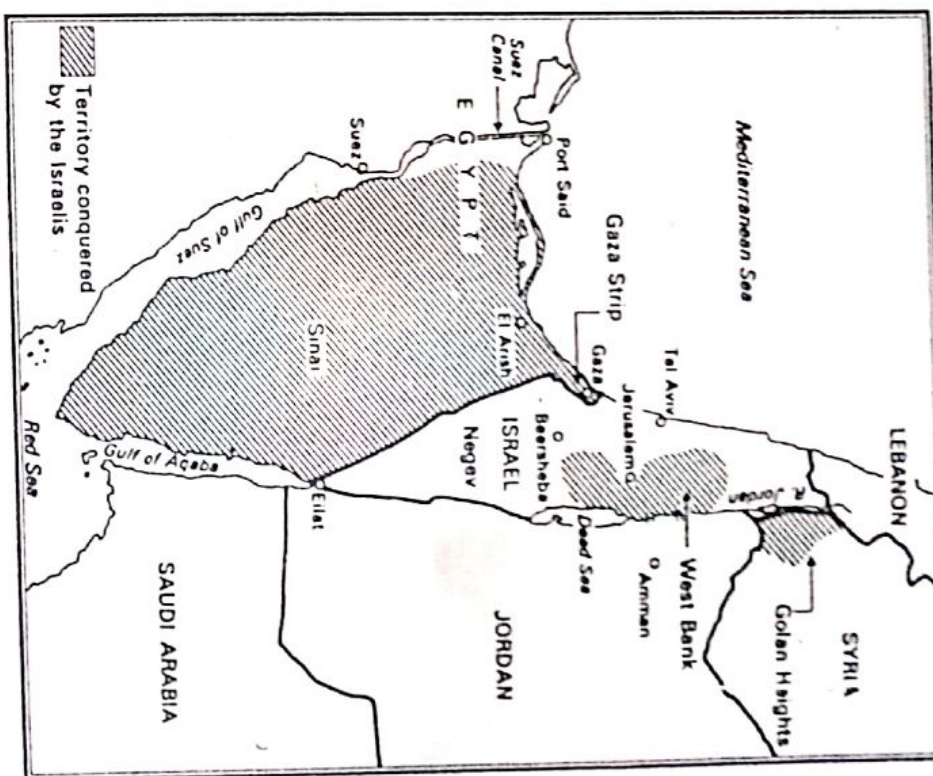 LEBANON
SYRIA
Mediterranean Sea
R. Jordan
Golan Heights
Tel Aviv
West Bank
Amman
Jerusalem
Gaza
Gaza Strip
Dead Sea
Beersheba
Port Said
El Arish
ISRAEL
Negev
JORDAN
Suez
Canal
EGYPT
Suez
Sinai
Eilat
Gulf of Suez
Gulf of Aqaba
SAUDI ARABIA
Red Sea
Territory conquered
by the Israelis